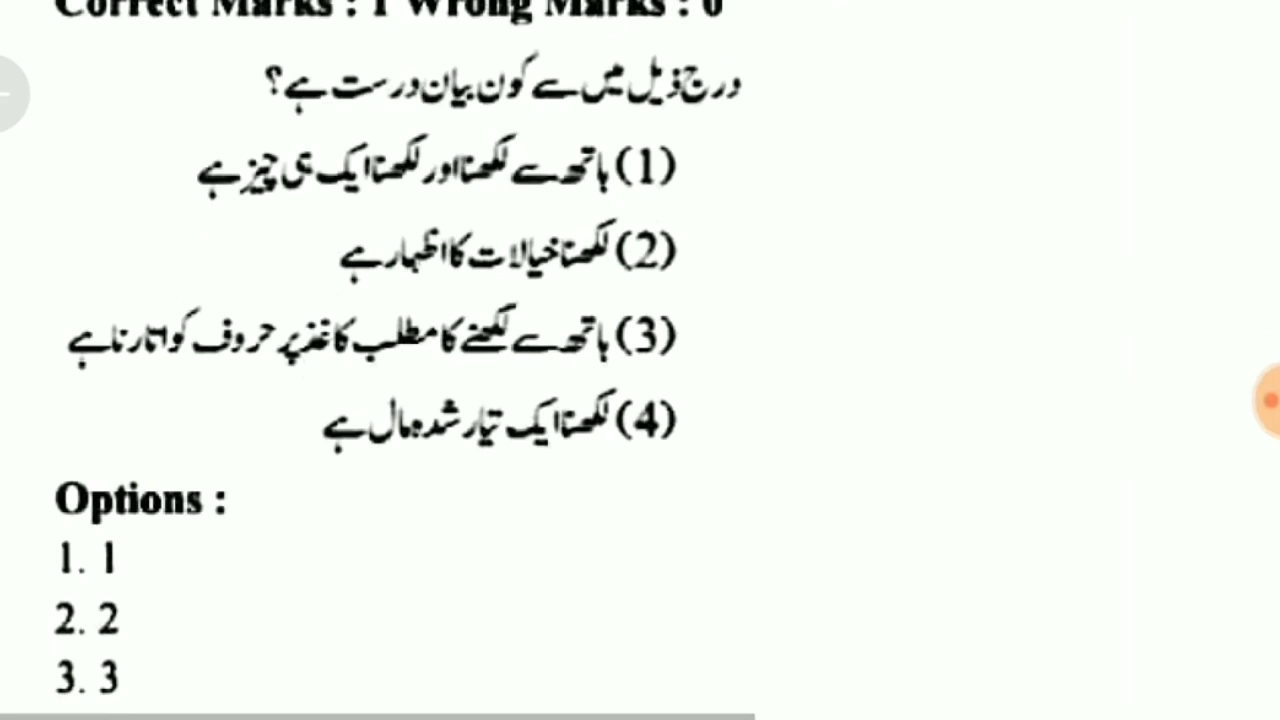 Correct Marks : 1 Wrong Marks : 0
درج ذیل میں سے کون بیان درست ہے؟
(1) ہاتھ سے لکھنا اور لکھنا ایک ہی چیز ہے
(2) لکھنا خیالات کا اظہار ہے
(3) ہاتھ سے لکھنے کا مطلب کاغذ پر حروف کو اتارنا ہے
(4) لکھنا ایک تیار شدہ مال ہے
Options :
1. 1
2. 2
3. 3